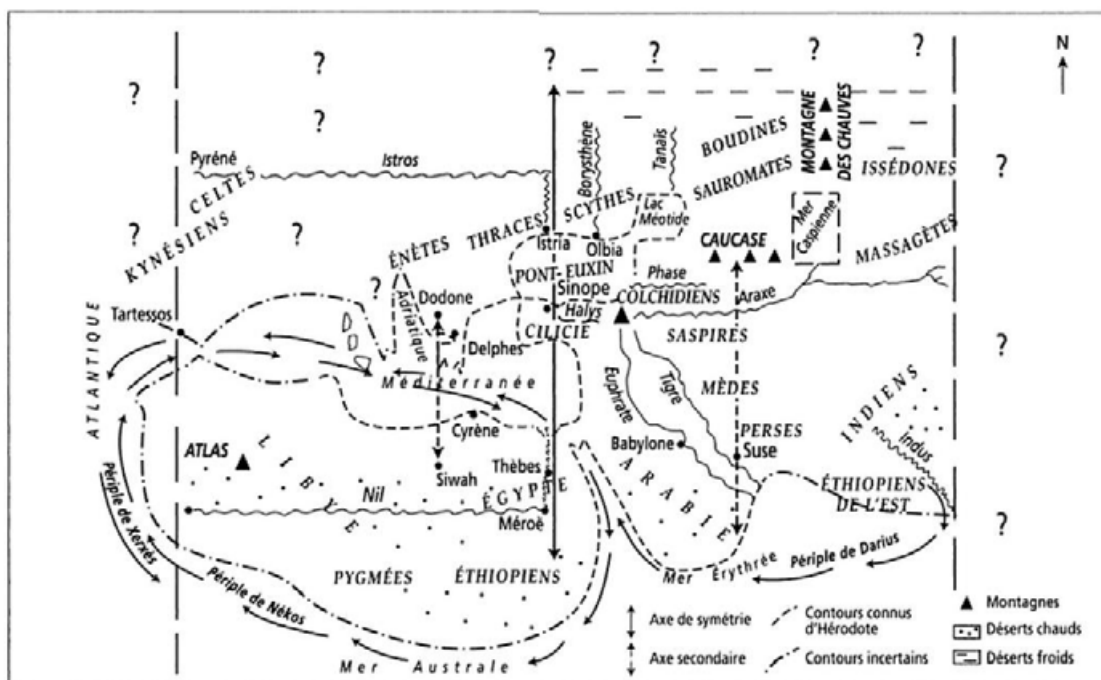 N
?
?
?
?
?
?
?
?
?
?
?
?
?
Pyréné
Istros
Borysthène
Tanaïs
BOUDINES
MONTAGNE
DES CHAUVES
ISSÉDONES
CELTES
KYNÉSIENS
SCYTHES
SAUROMATES
Lac
Méotide
Mer
Caspienne
ÉNÈTES
THRACES
Istria
Olbia
CAUCASE
MASSAGÈTES
PONT-EUXIN
Sinope
Phase
COLCHIDIENS
Araxe
Halys
Tartessos
Adriatique
Dodone
Delphes
CILICIE
SASPIRES
ATLANTIQUE
Méditerranée
Euphrate
Tigre
MÈDES
INDIENS
Indus
Cyrène
Babylone
PERSES
Suse
ATLAS
LIBYE
Siwah
Thèbes
ÉGYPTE
ARABIE
ÉTHIOPIENS
DE L'EST
Nil
Méroë
Périple de Xerxès
Périple de Nékos
PYGMÉES
ÉTHIOPIENS
Mer Érythrée
Périple de Darius
Mer Australe
Axe de symétrie
Axe secondaire
Contours connus
d'Hérodote
Contours incertains
Montagnes
Déserts chauds
Déserts froids